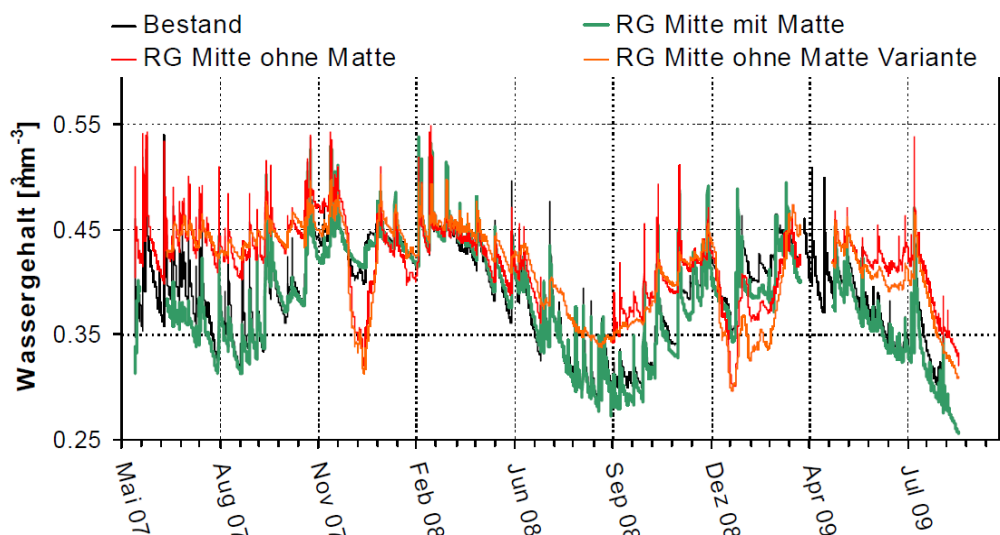 Bestand RG Mitte mit Matte
RG Mitte ohne Matte RG Mitte ohne Matte Variante
Wassergehalt [m³m-³]
0.55
0.45
0.35
0.25
Mai 07 Aug 07 Nov 07 Feb 08 Jun 08 Sep 08 Dez 08 Apr 09 Jul 09